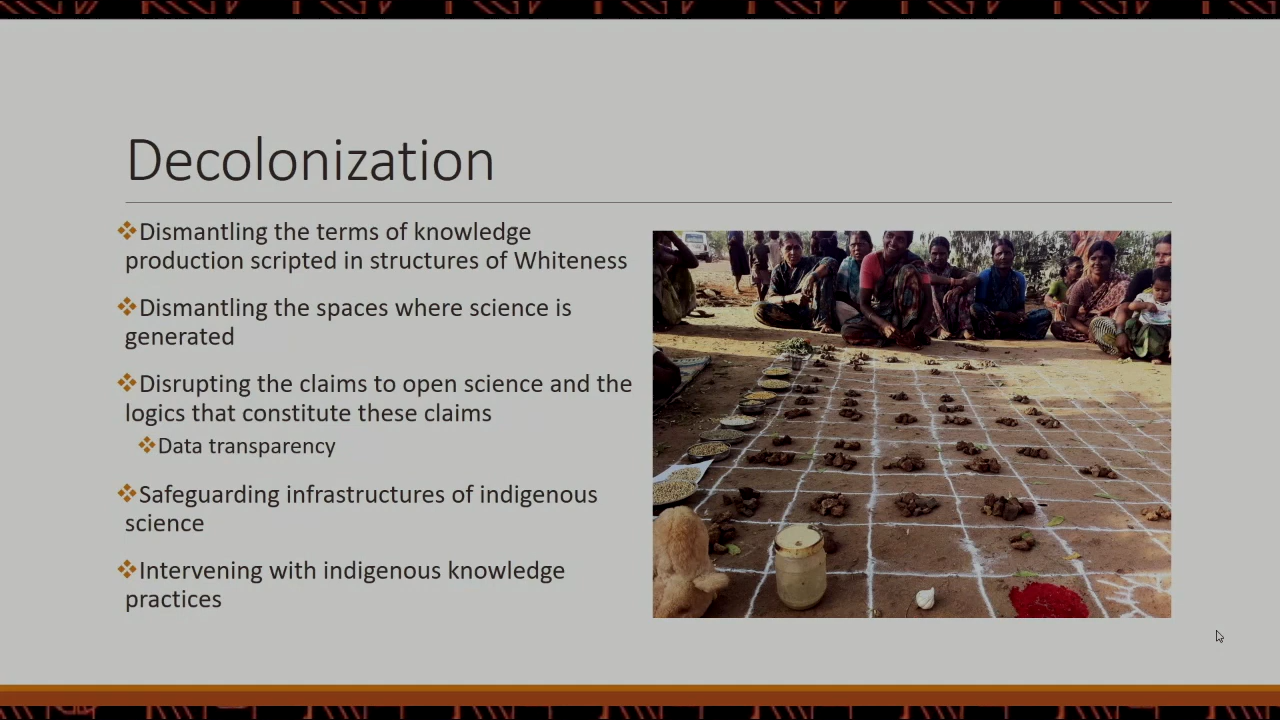 Decolonization
❖Dismantling the terms of knowledge
production scripted in structures of Whiteness
❖Dismantling the spaces where science is
generated
❖Disrupting the claims to open science and the
logics that constitute these claims
❖Data transparency
❖Safeguarding infrastructures of indigenous
science
❖Intervening with indigenous knowledge
practices